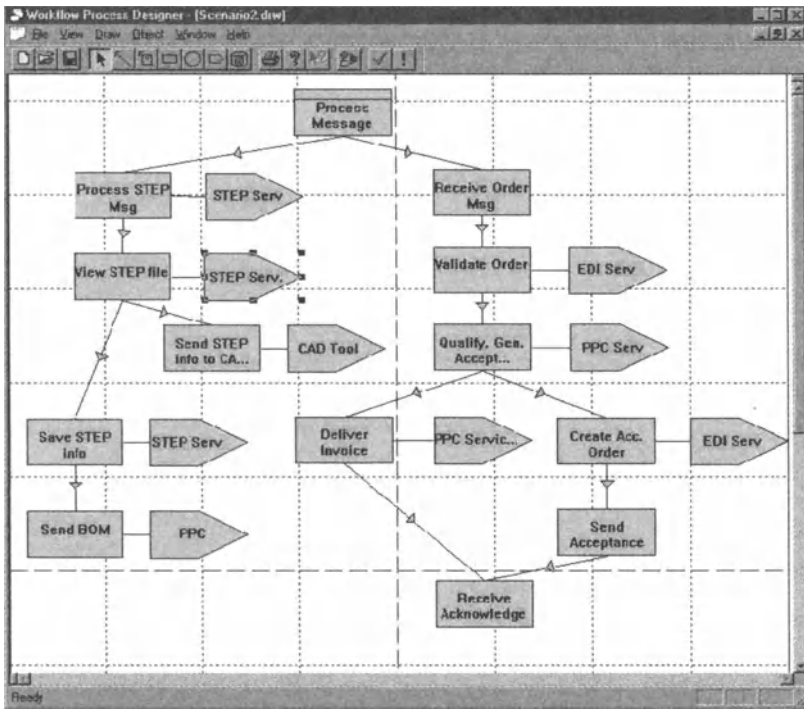 Workflow Process Designer - [Scenario2.drw]
File View Draw Object Window Help
Process
Message
Process STEP
Msg
STEP Serv
Receive Order
Msg
View STEP file
STEP Serv.
Validate Order
EDI Serv
Send STEP
info to CA...
CAD Tool
Qualify. Gen.
Accept...
PPC Serv
Save STEP
info
STEP Serv
Deliver
Invoice
PPC Servic...
Create Acc.
Order
EDI Serv
Send BOM
PPC
Send
Acceptance
Receive
Acknowledge
Ready